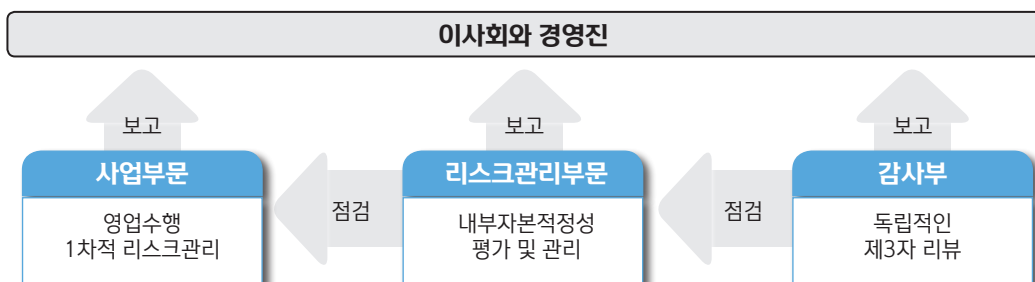 이사회와 경영진
보고
보고
보고
사업부문
리스크관리부문
감사부
영업수행
1차적 리스크관리
점검
내부자본적정성
평가 및 관리
점검
독립적인
제3자 리뷰